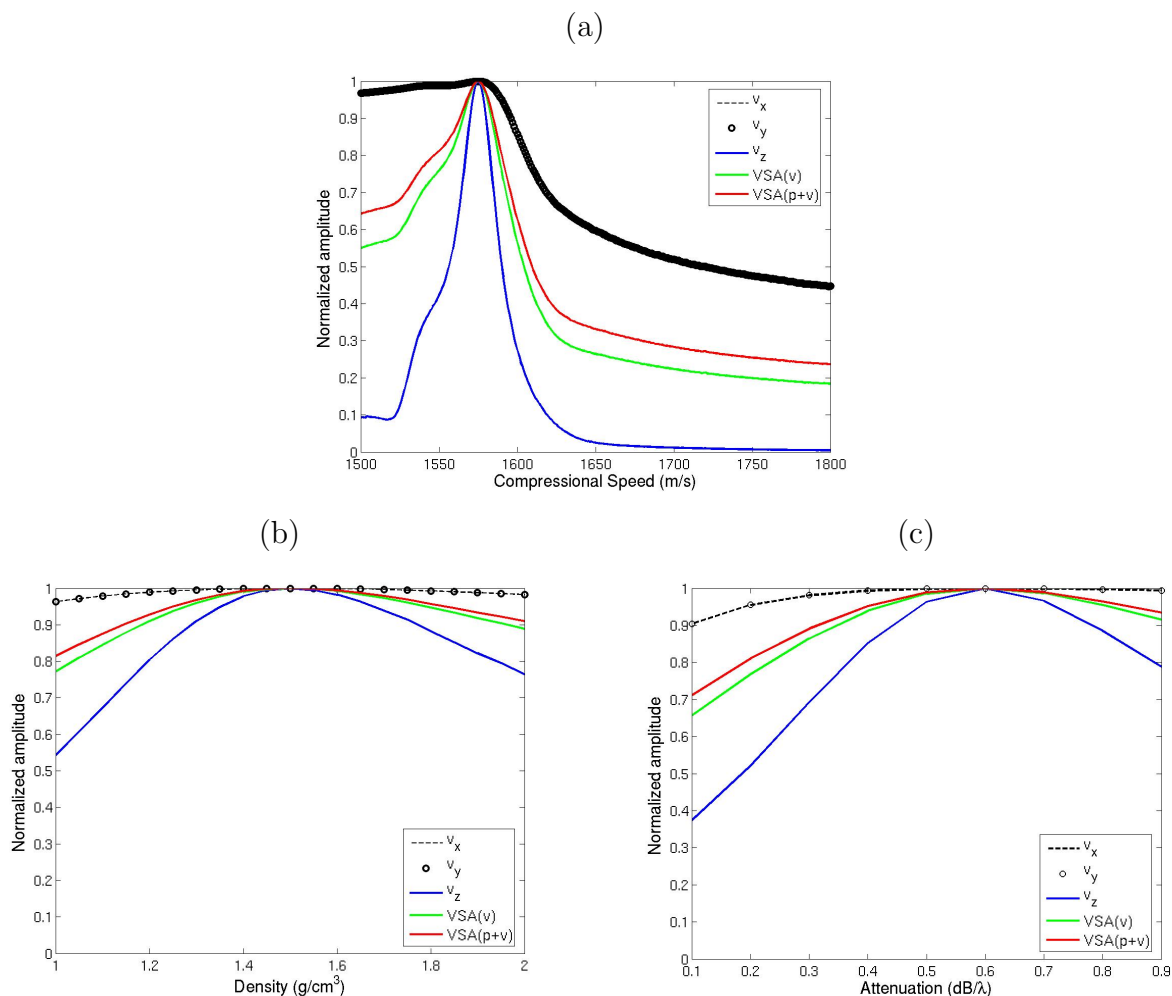 (a)
1
0.9
0.8
0.7
0.6
0.5
0.4
0.3
0.2
0.1
0
Normalized amplitude
1500 1550 1600 1650 1700 1750 1800
Compressional Speed (m/s)
v_x
v_y
v_z
VSA(v)
VSA(p+v)
(b)
1
0.9
0.8
0.7
0.6
0.5
0.4
0.3
0.2
0.1
0
Normalized amplitude
1 1.2 1.4 1.6 1.8 2
Density (g/cm³)
v_x
v_y
v_z
VSA(v)
VSA(p+v)
(c)
1
0.9
0.8
0.7
0.6
0.5
0.4
0.3
0.2
0.1
0
Normalized amplitude
0.1 0.2 0.3 0.4 0.5 0.6 0.7 0.8 0.9
Attenuation (dB/λ)
v_x
v_y
v_z
VSA(v)
VSA(p+v)